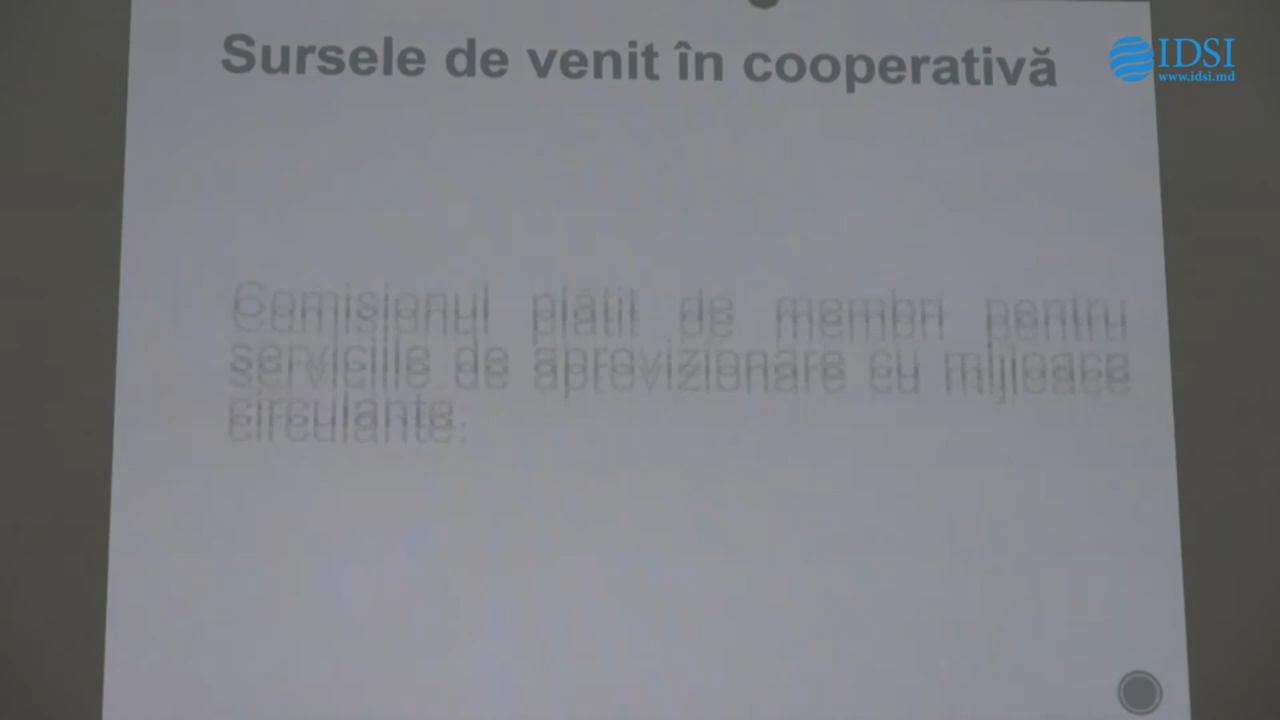 Sursele de venit în cooperativă
IDSI
www.idsi.md
Comisionul plătit de membri pentru
serviciile de aprovizionare cu mijloace
circulante.